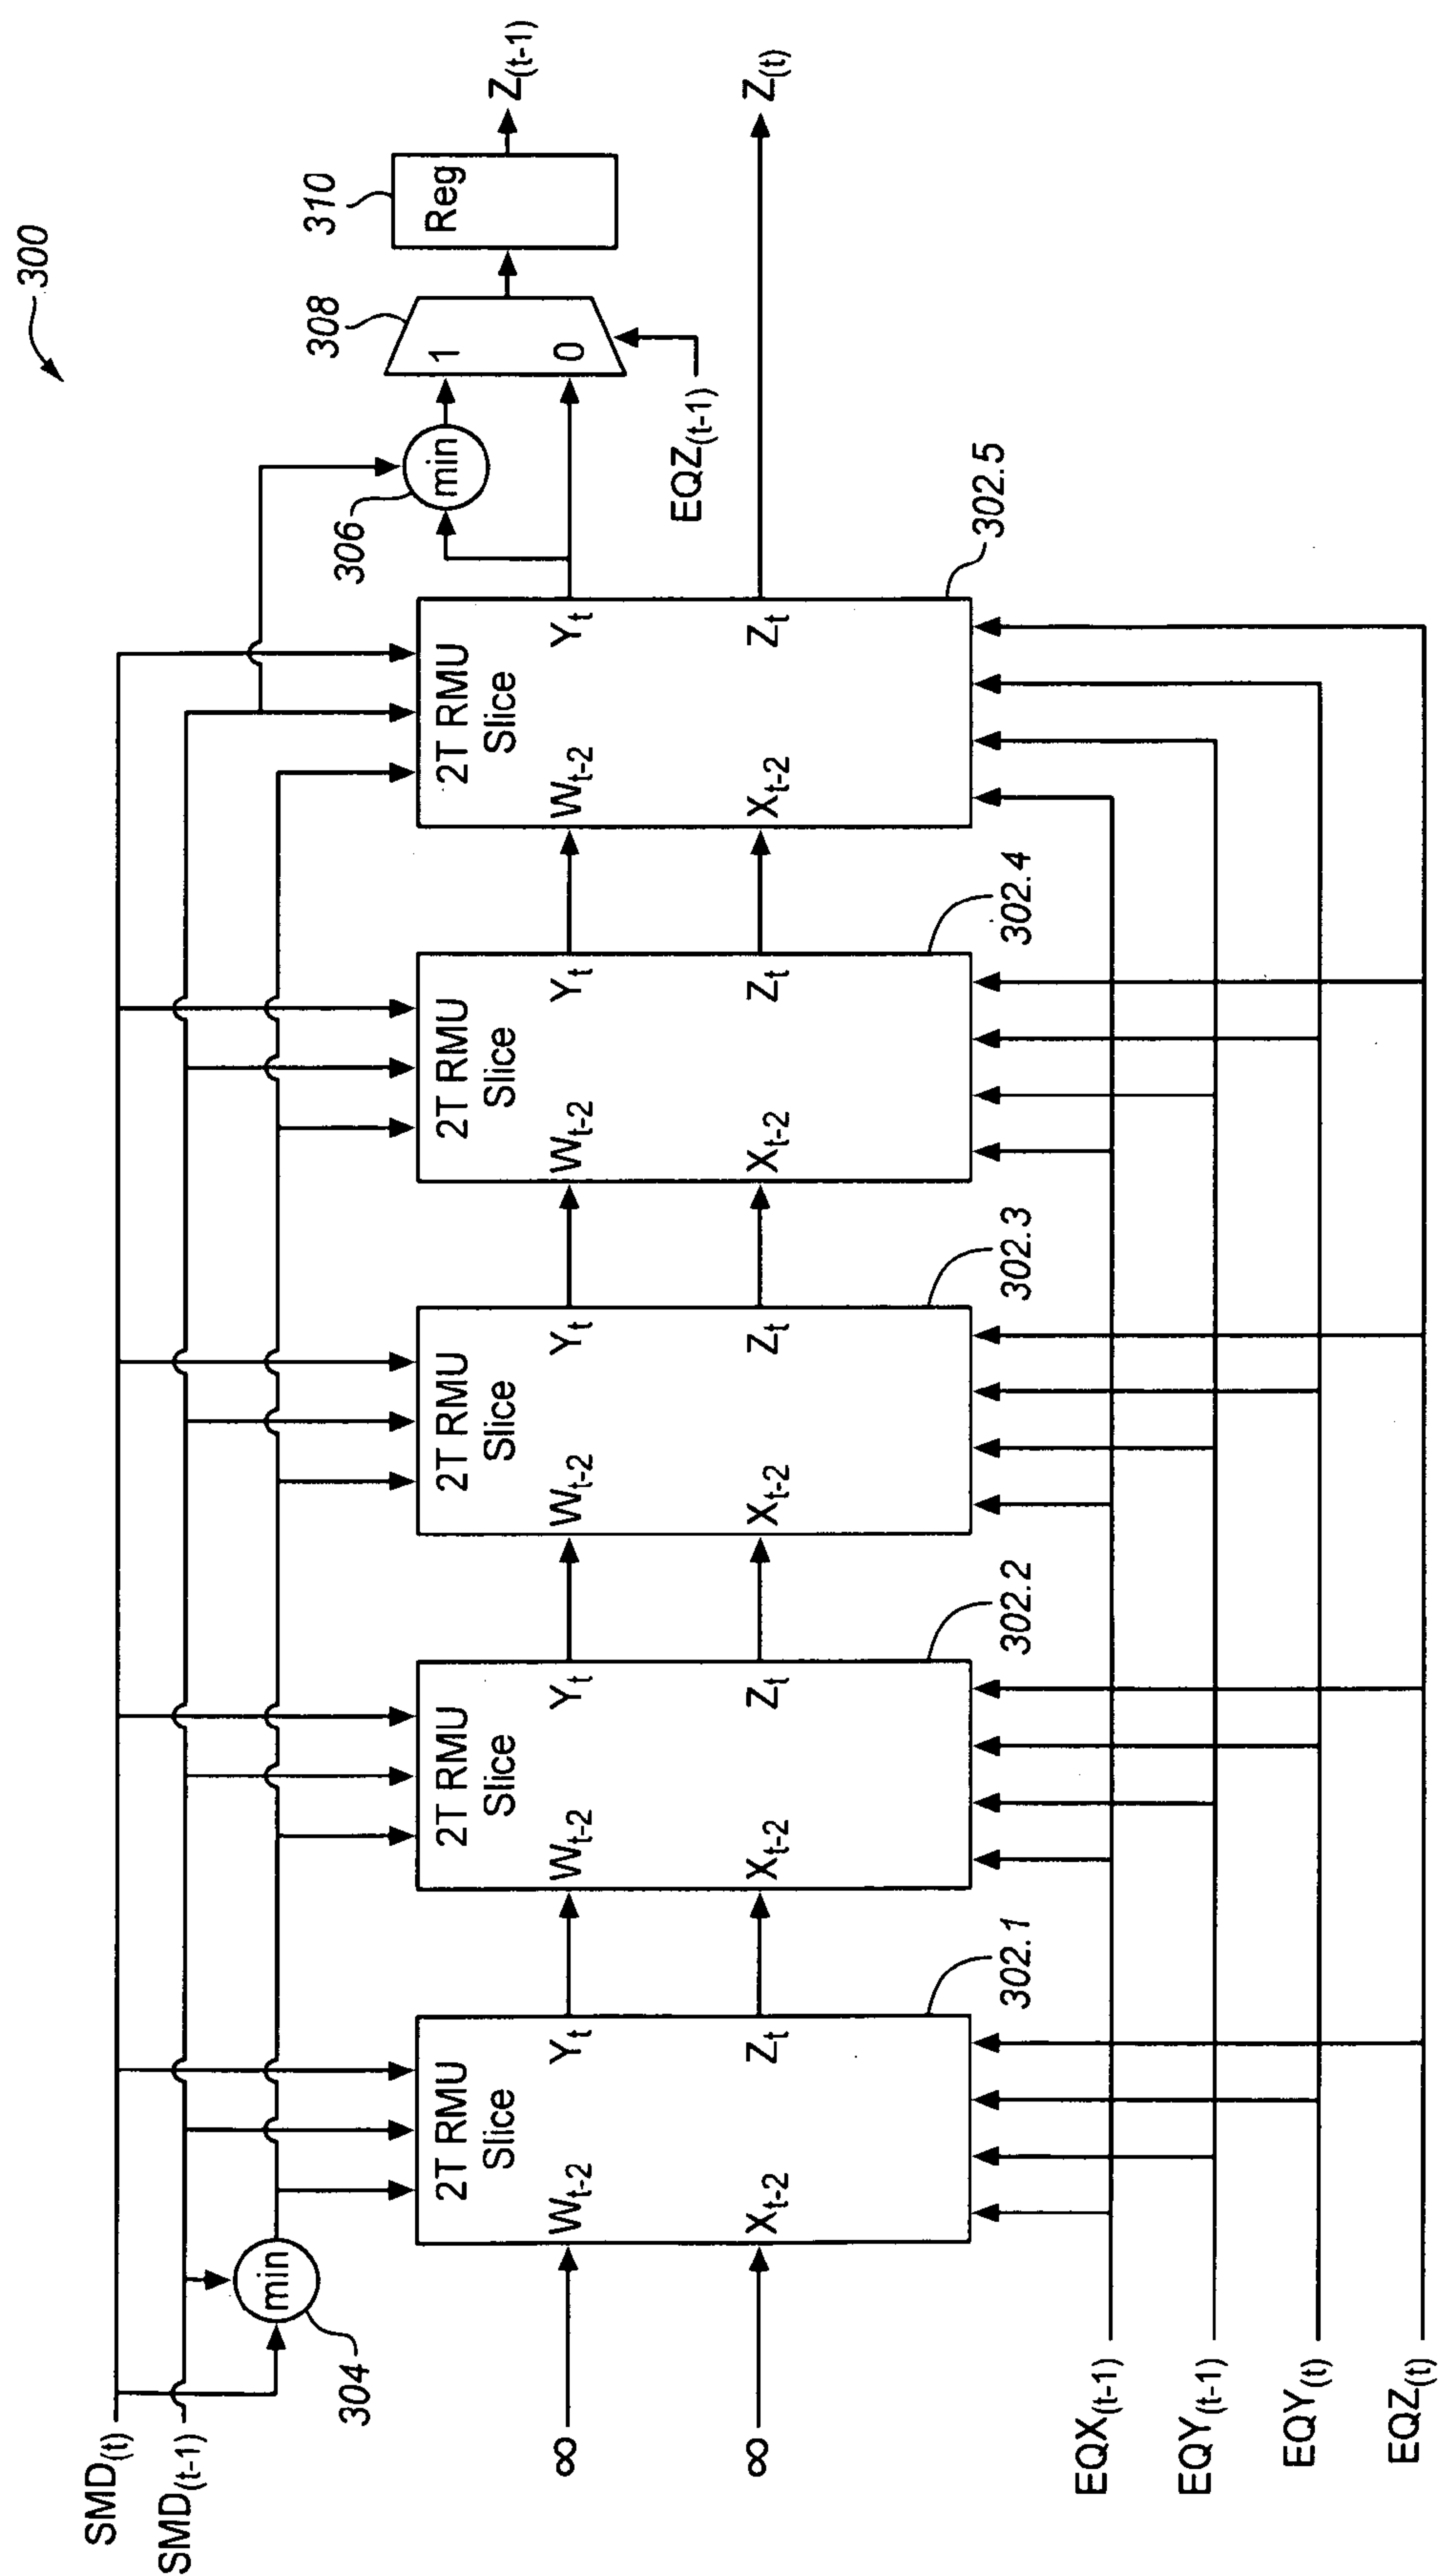 300
SMD(t)
SMD(t-1)
304
min
∞
∞
2T RMU
Slice
Wt-2
Yt
Xt-2
Zt
302.1
2T RMU
Slice
Wt-2
Yt
Xt-2
Zt
302.2
2T RMU
Slice
Wt-2
Yt
Xt-2
Zt
302.3
2T RMU
Slice
Wt-2
Yt
Xt-2
Zt
302.4
2T RMU
Slice
Wt-2
Yt
Xt-2
Zt
302.5
306
min
308
1
0
EQZ(t-1)
310
Reg
Z(t-1)
Z(t)
EQX(t-1)
EQY(t-1)
EQY(t)
EQZ(t)